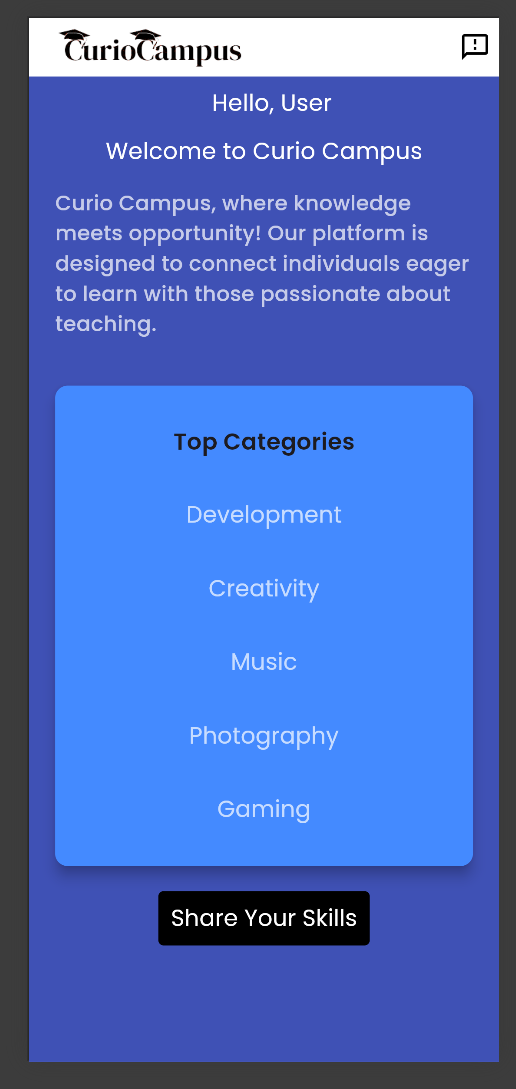 CurioCampus
Hello, User
Welcome to Curio Campus
Curio Campus, where knowledge
meets opportunity! Our platform is
designed to connect individuals eager
to learn with those passionate about
teaching.
Top Categories
Development
Creativity
Music
Photography
Gaming
Share Your Skills